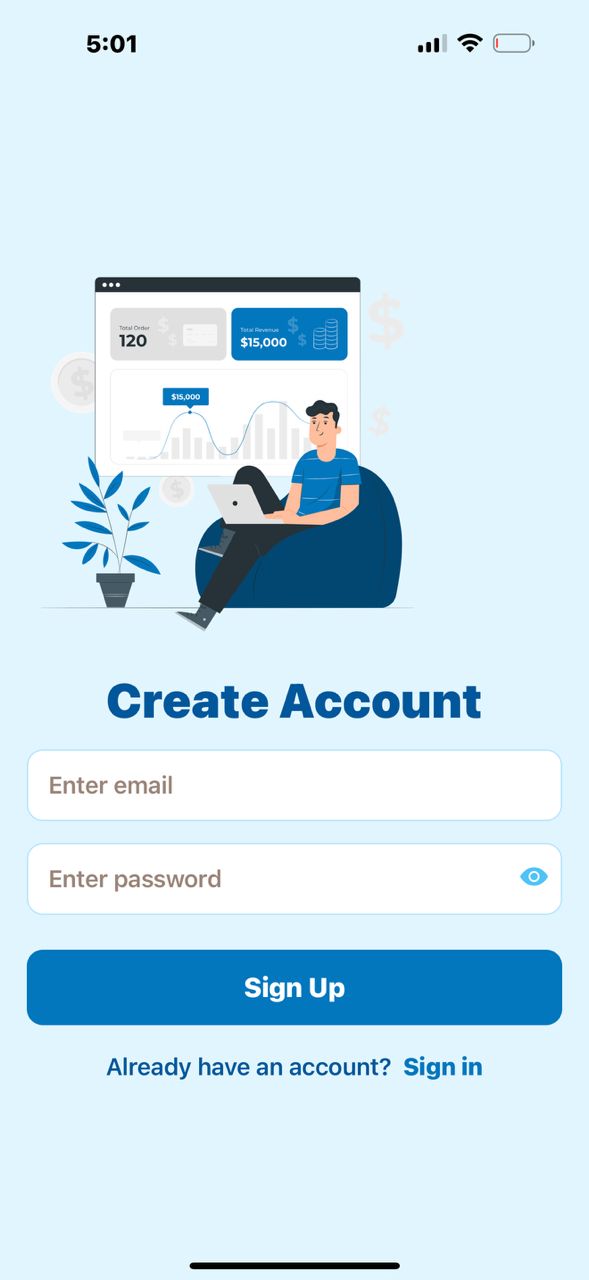 5:01
Total Order
120
Total Revenue
$15,000
$15,000
Create Account
Enter email
Enter password
Sign Up
Already have an account? Sign in